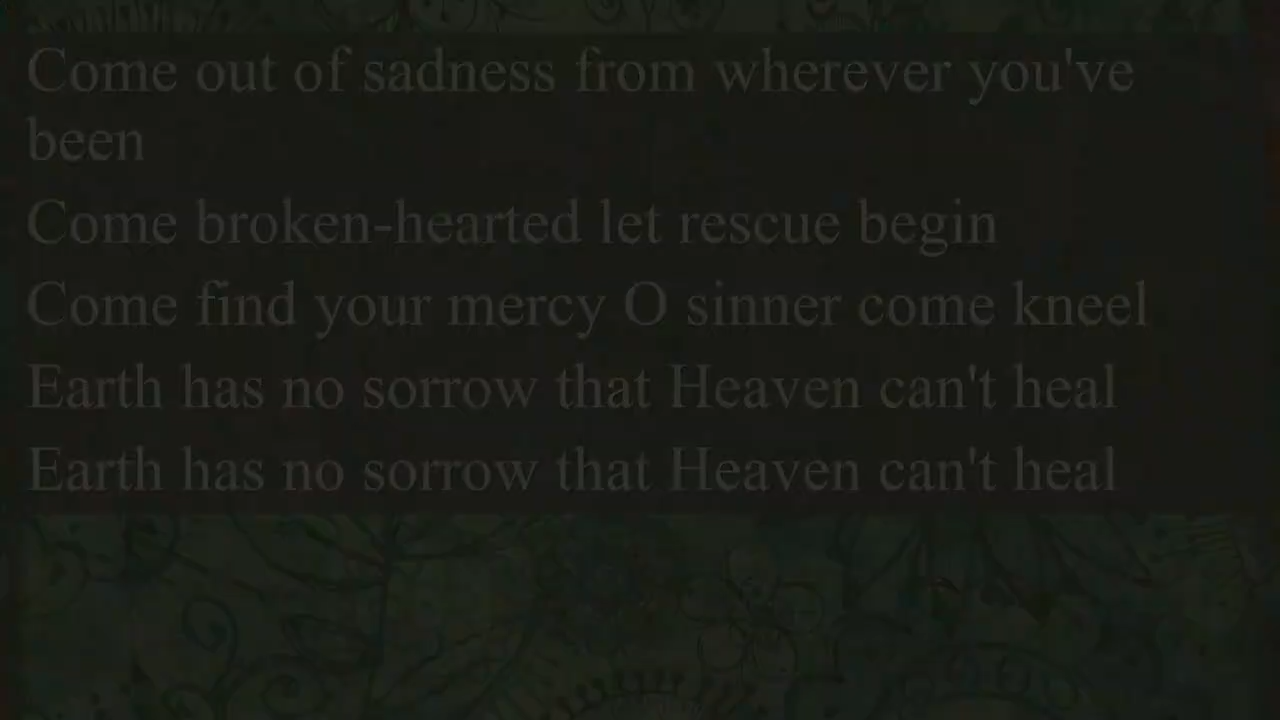 Come out of sadness from wherever you've
been
Come broken-hearted let rescue begin
Come find your mercy O sinner come kneel
Earth has no sorrow that Heaven can't heal
Earth has no sorrow that Heaven can't heal